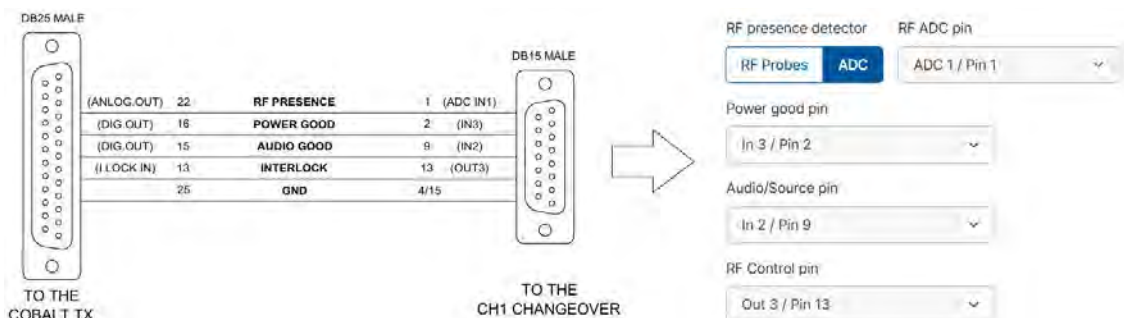 DB25 MALE
DB15 MALE
(ANLOG.OUT) 22 RF PRESENCE 1 (ADC IN1)
(DIG.OUT) 16 POWER GOOD 2 (IN3)
(DIG.OUT) 15 AUDIO GOOD 9 (IN2)
(I.LOCK IN) 13 INTERLOCK 13 (OUT3)
25 GND 4/15
TO THE
COBALT TX
TO THE
CH1 CHANGEOVER
RF presence detector RF ADC pin
RF Probes ADC ADC 1 / Pin 1
Power good pin
In 3 / Pin 2
Audio/Source pin
In 2 / Pin 9
RF Control pin
Out 3 / Pin 13